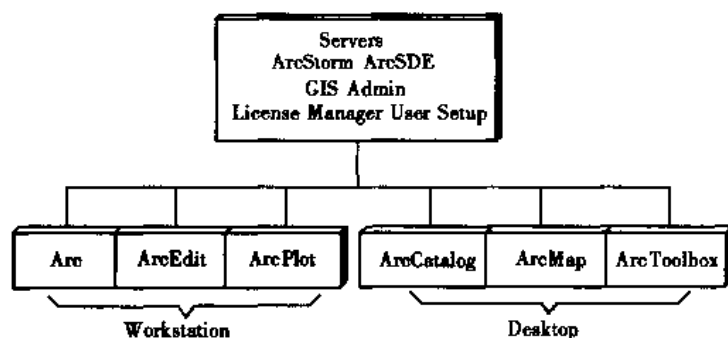 Servers
ArcStorm ArcSDE
GIS Admin
License Manager User Setup
Arc ArcEdit ArcPlot ArcCatalog ArcMap ArcToolbox
Workstation Desktop